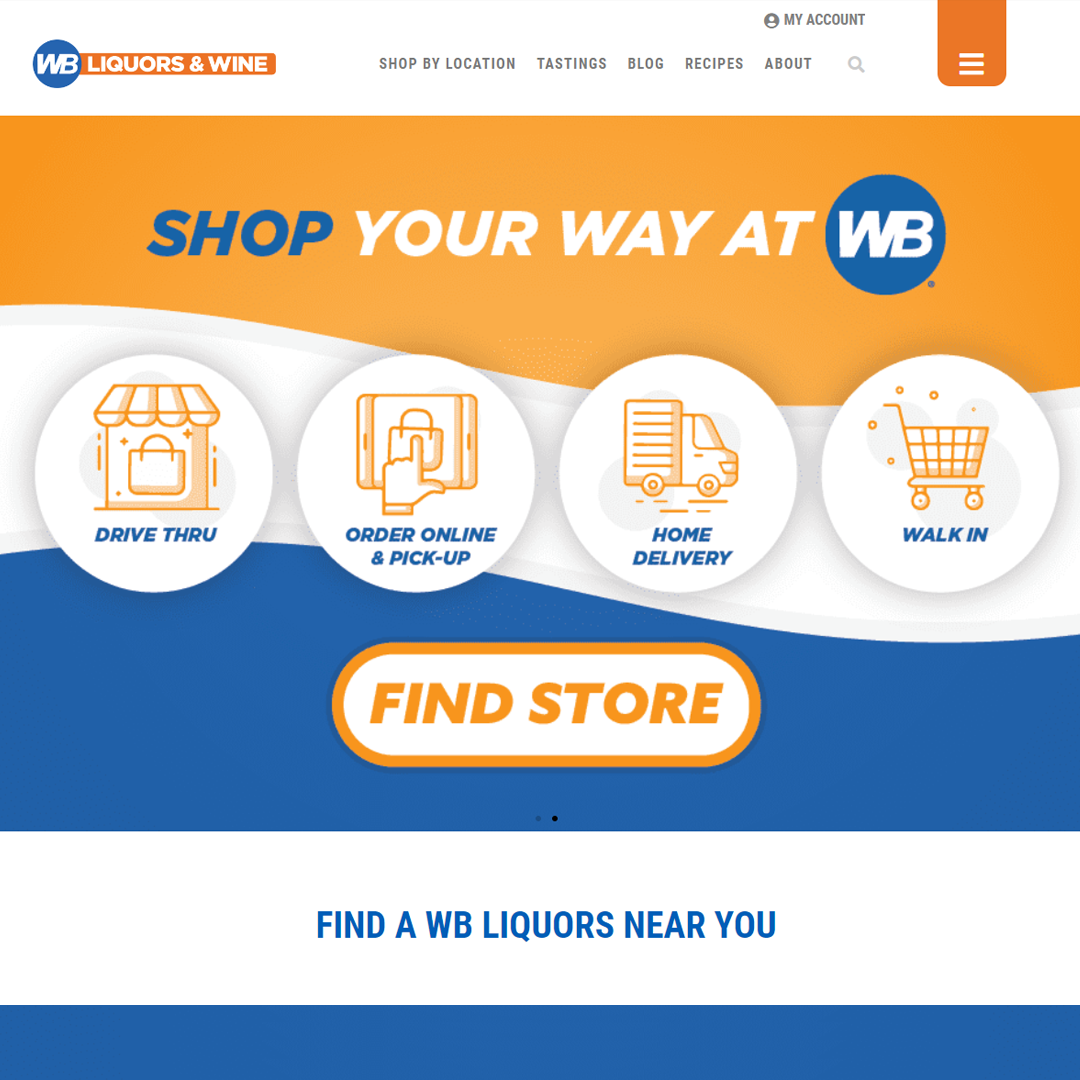 MY ACCOUNT
WB LIQUORS & WINE
SHOP BY LOCATION TASTINGS BLOG RECIPES ABOUT
SHOP YOUR WAY AT WB®
DRIVE THRU
ORDER ONLINE
& PICK-UP
HOME
DELIVERY
WALK IN
FIND STORE
FIND A WB LIQUORS NEAR YOU